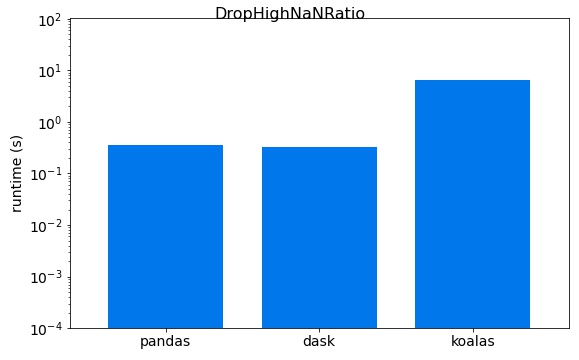 DropHighNaNRatio
runtime (s)
10²
10¹
10⁰
10⁻¹
10⁻²
10⁻³
10⁻⁴
pandas
dask
koalas